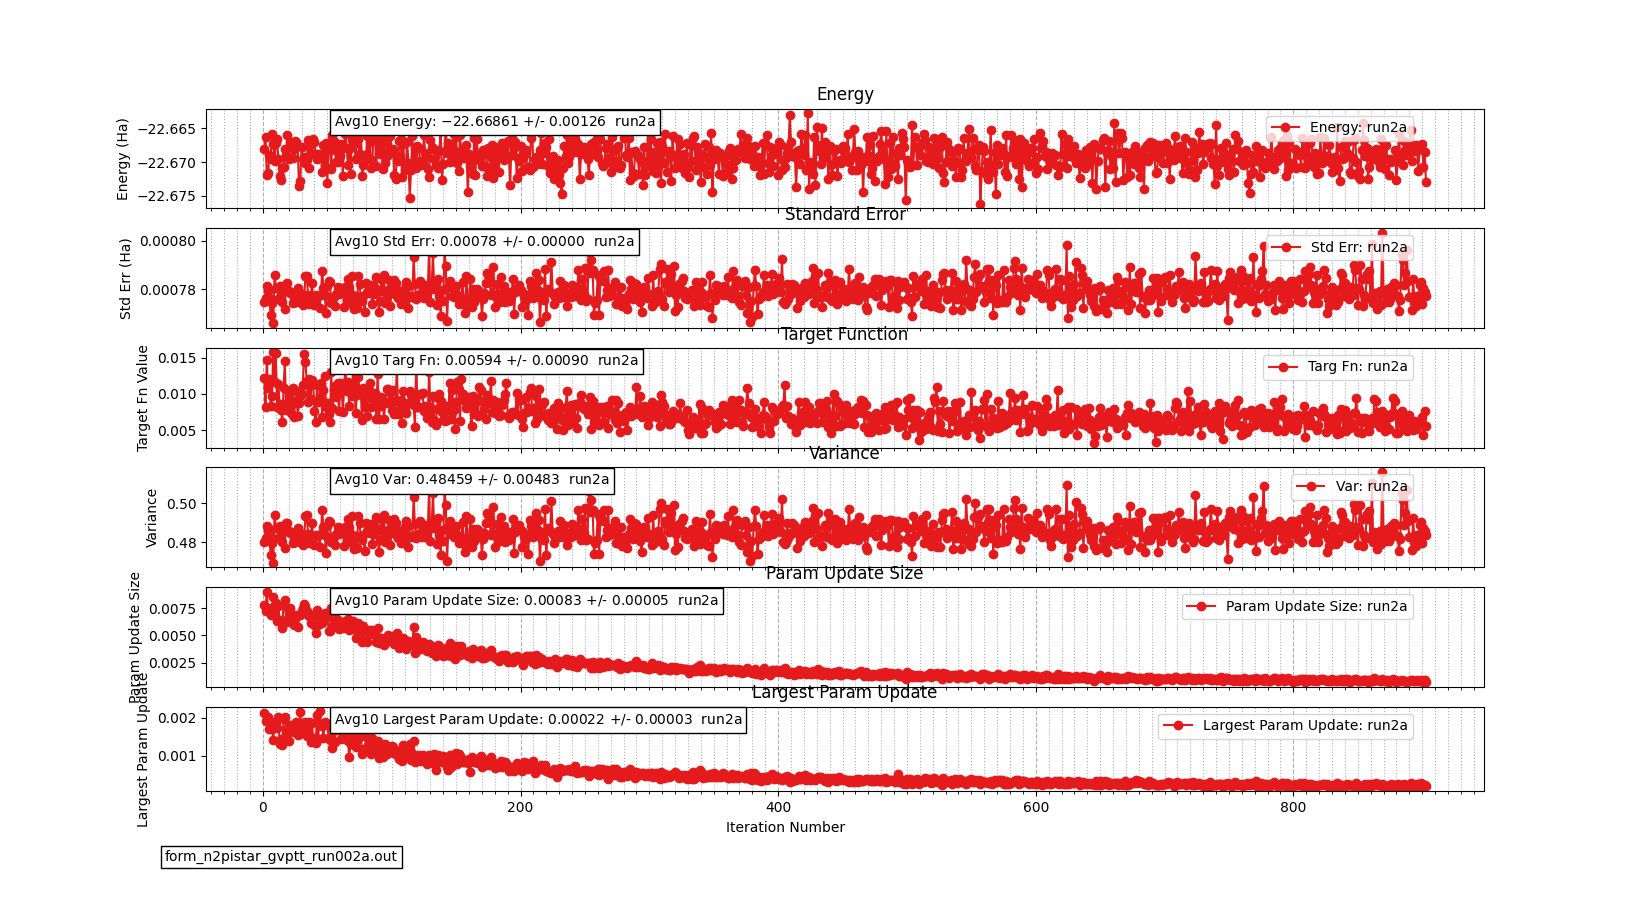 Energy
Energy (Ha)
−22.665
−22.670
−22.675
Avg10 Energy: −22.66861 +/- 0.00126  run2a
Energy: run2a
Standard Error
Std Err (Ha)
0.00080
0.00078
Avg10 Std Err: 0.00078 +/- 0.00000  run2a
Std Err: run2a
Target Function
Target Fn Value
0.015
0.010
0.005
Avg10 Targ Fn: 0.00594 +/- 0.00090  run2a
Targ Fn: run2a
Variance
Variance
0.50
0.48
Avg10 Var: 0.48459 +/- 0.00483  run2a
Var: run2a
Param Update Size
Param Update Size
0.0075
0.0050
0.0025
Avg10 Param Update Size: 0.00083 +/- 0.00005  run2a
Param Update Size: run2a
Largest Param Update
Largest Param Update
0.002
0.001
Avg10 Largest Param Update: 0.00022 +/- 0.00003  run2a
Largest Param Update: run2a
0 200 400 600 800
Iteration Number
form_n2pistar_gvptt_run002a.out